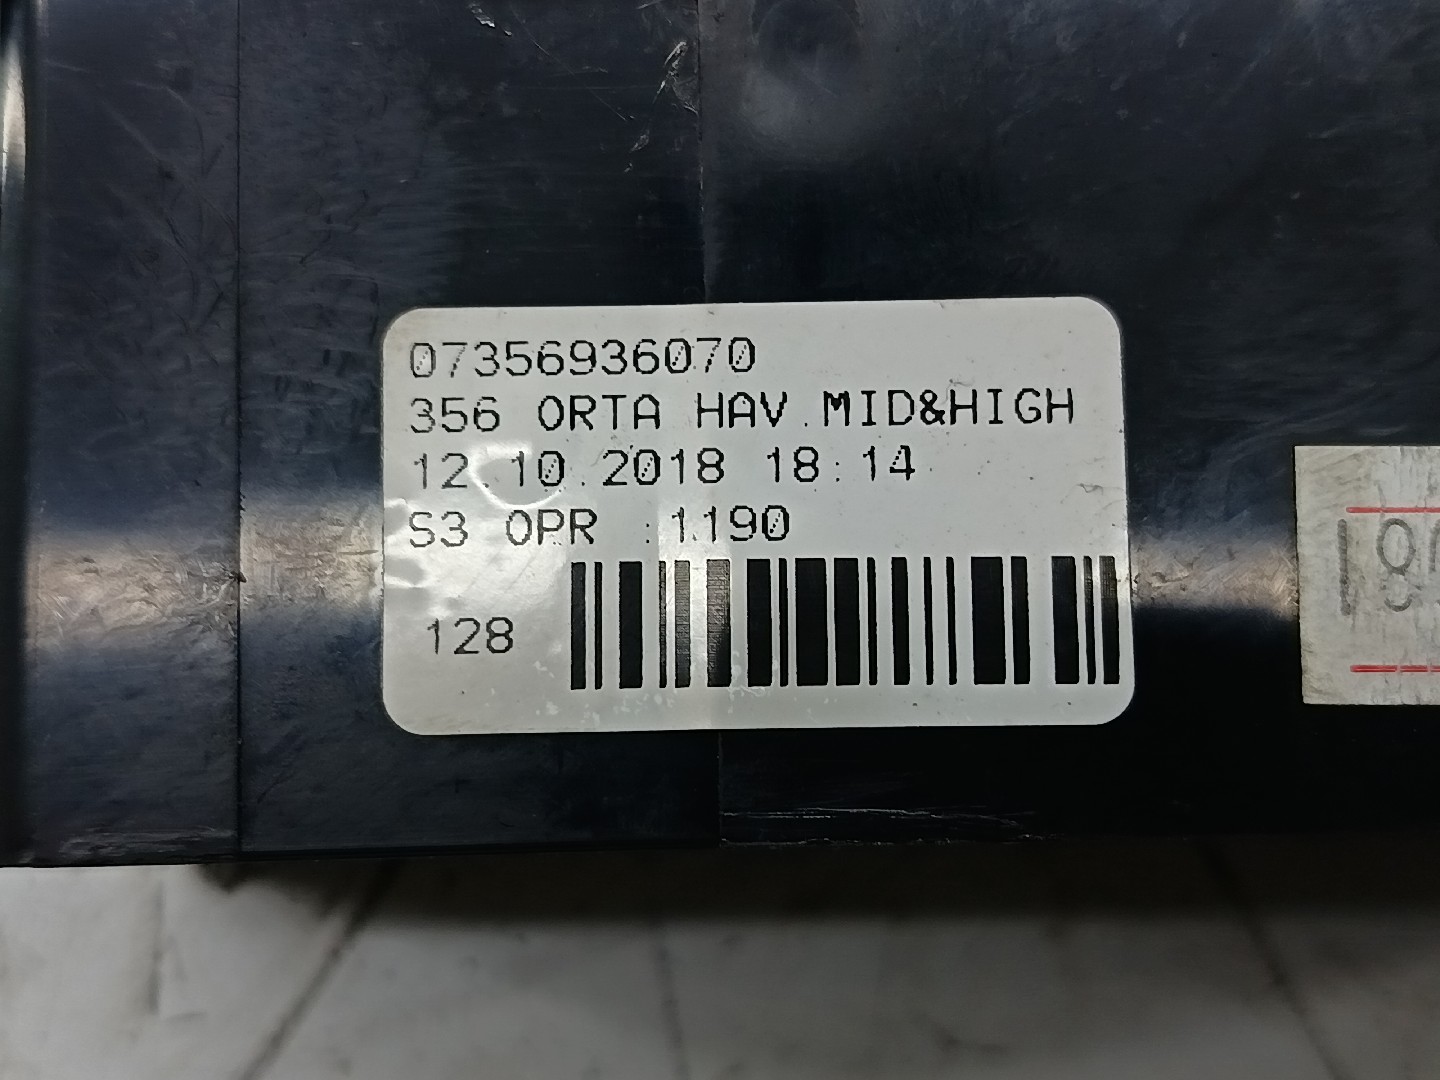 07356936070
356 ORTA HAV.MID&HIGH
12.10.2018 18:14
S3 OPR :1190
128